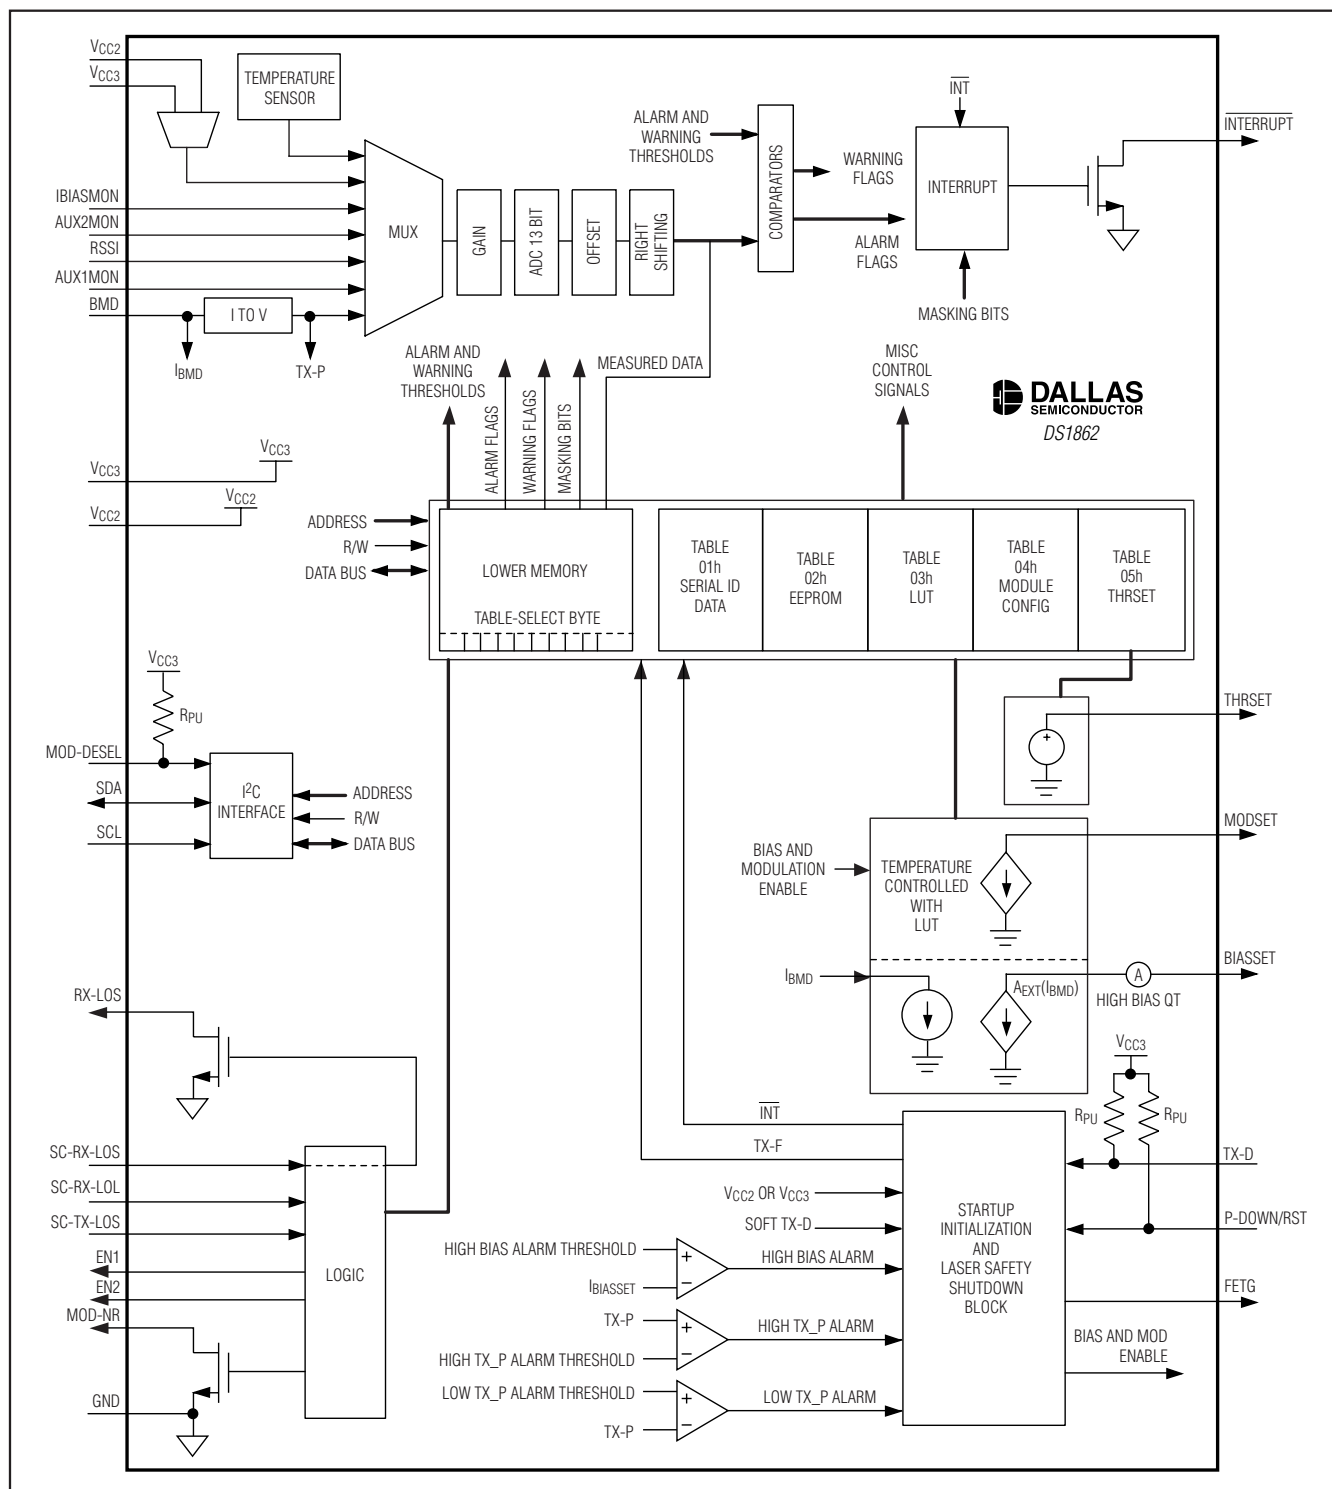 VCC2
VCC3
TEMPERATURE
SENSOR
IBIASMON
AUX2MON
RSSI
AUX1MON
BMD
I TO V
IBMD
TX-P
MUX
GAIN
ADC 13 BIT
OFFSET
RIGHT
SHIFTING
ALARM AND
WARNING
THRESHOLDS
COMPARATORS
WARNING
FLAGS
ALARM
FLAGS
INT
INTERRUPT
MASKING BITS
INTERRUPT
ALARM AND
WARNING
THRESHOLDS
ALARM FLAGS
WARNING FLAGS
MASKING BITS
MEASURED DATA
MISC
CONTROL
SIGNALS
DALLAS
SEMICONDUCTOR
DS1862
VCC3
VCC3
VCC2
VCC2
ADDRESS
R/W
DATA BUS
LOWER MEMORY
TABLE-SELECT BYTE
TABLE
01h
SERIAL ID
DATA
TABLE
02h
EEPROM
TABLE
03h
LUT
TABLE
04h
MODULE
CONFIG
TABLE
05h
THRSET
VCC3
RPU
MOD-DESEL
SDA
SCL
I2C
INTERFACE
ADDRESS
R/W
DATA BUS
THRSET
BIAS AND
MODULATION
ENABLE
TEMPERATURE
CONTROLLED
WITH
LUT
MODSET
IBMD
AEXT(IBMD)
A
HIGH BIAS QT
BIASSET
RX-LOS
SC-RX-LOS
SC-RX-LOL
SC-TX-LOS
EN1
EN2
MOD-NR
GND
LOGIC
INT
TX-F
VCC2 OR VCC3
SOFT TX-D
HIGH BIAS ALARM THRESHOLD
IBIASSET
+
−
HIGH BIAS ALARM
TX-P
HIGH TX_P ALARM THRESHOLD
+
−
HIGH TX_P ALARM
LOW TX_P ALARM THRESHOLD
TX-P
+
−
LOW TX_P ALARM
STARTUP
INITIALIZATION
AND
LASER SAFETY
SHUTDOWN
BLOCK
VCC3
RPU
RPU
TX-D
P-DOWN/RST
FETG
BIAS AND MOD
ENABLE